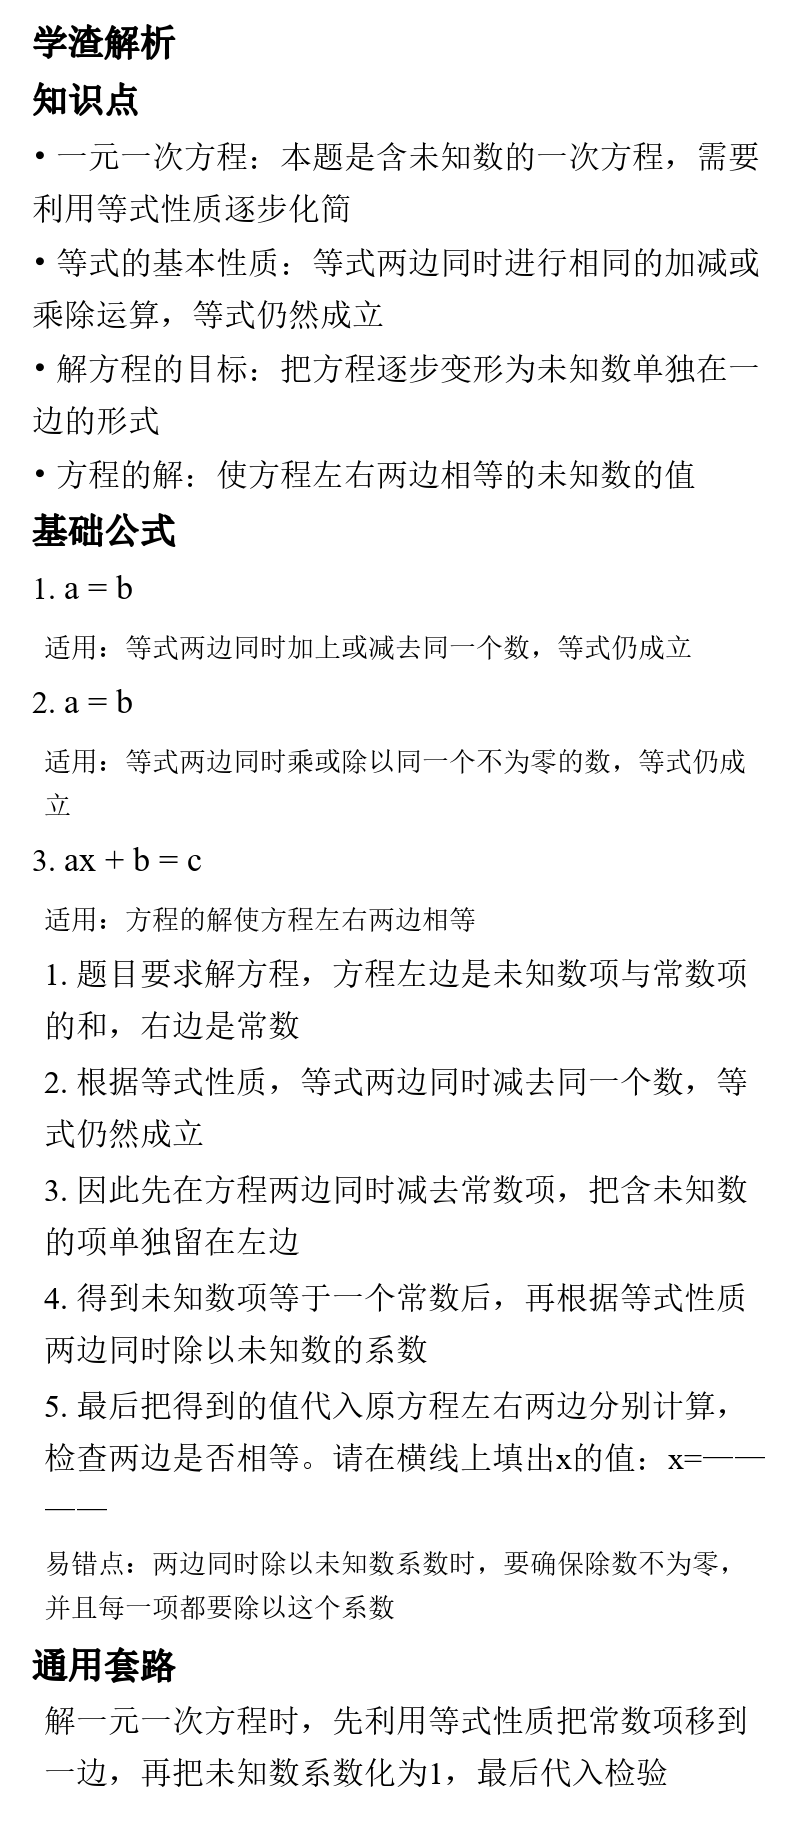 学渣解析
知识点
• 一元一次方程：本题是含未知数的一次方程，需要
利用等式性质逐步化简
• 等式的基本性质：等式两边同时进行相同的加减或
乘除运算，等式仍然成立
• 解方程的目标：把方程逐步变形为未知数单独在一
边的形式
• 方程的解：使方程左右两边相等的未知数的值
基础公式
1. a = b
适用：等式两边同时加上或减去同一个数，等式仍成立
2. a = b
适用：等式两边同时乘或除以同一个不为零的数，等式仍成
立
3. ax + b = c
适用：方程的解使方程左右两边相等
1. 题目要求解方程，方程左边是未知数项与常数项
的和，右边是常数
2. 根据等式性质，等式两边同时减去同一个数，等
式仍然成立
3. 因此先在方程两边同时减去常数项，把含未知数
的项单独留在左边
4. 得到未知数项等于一个常数后，再根据等式性质
两边同时除以未知数的系数
5. 最后把得到的值代入原方程左右两边分别计算，
检查两边是否相等。请在横线上填出x的值：x=——
——
易错点：两边同时除以未知数系数时，要确保除数不为零，
并且每一项都要除以这个系数
通用套路
解一元一次方程时，先利用等式性质把常数项移到
一边，再把未知数系数化为1，最后代入检验